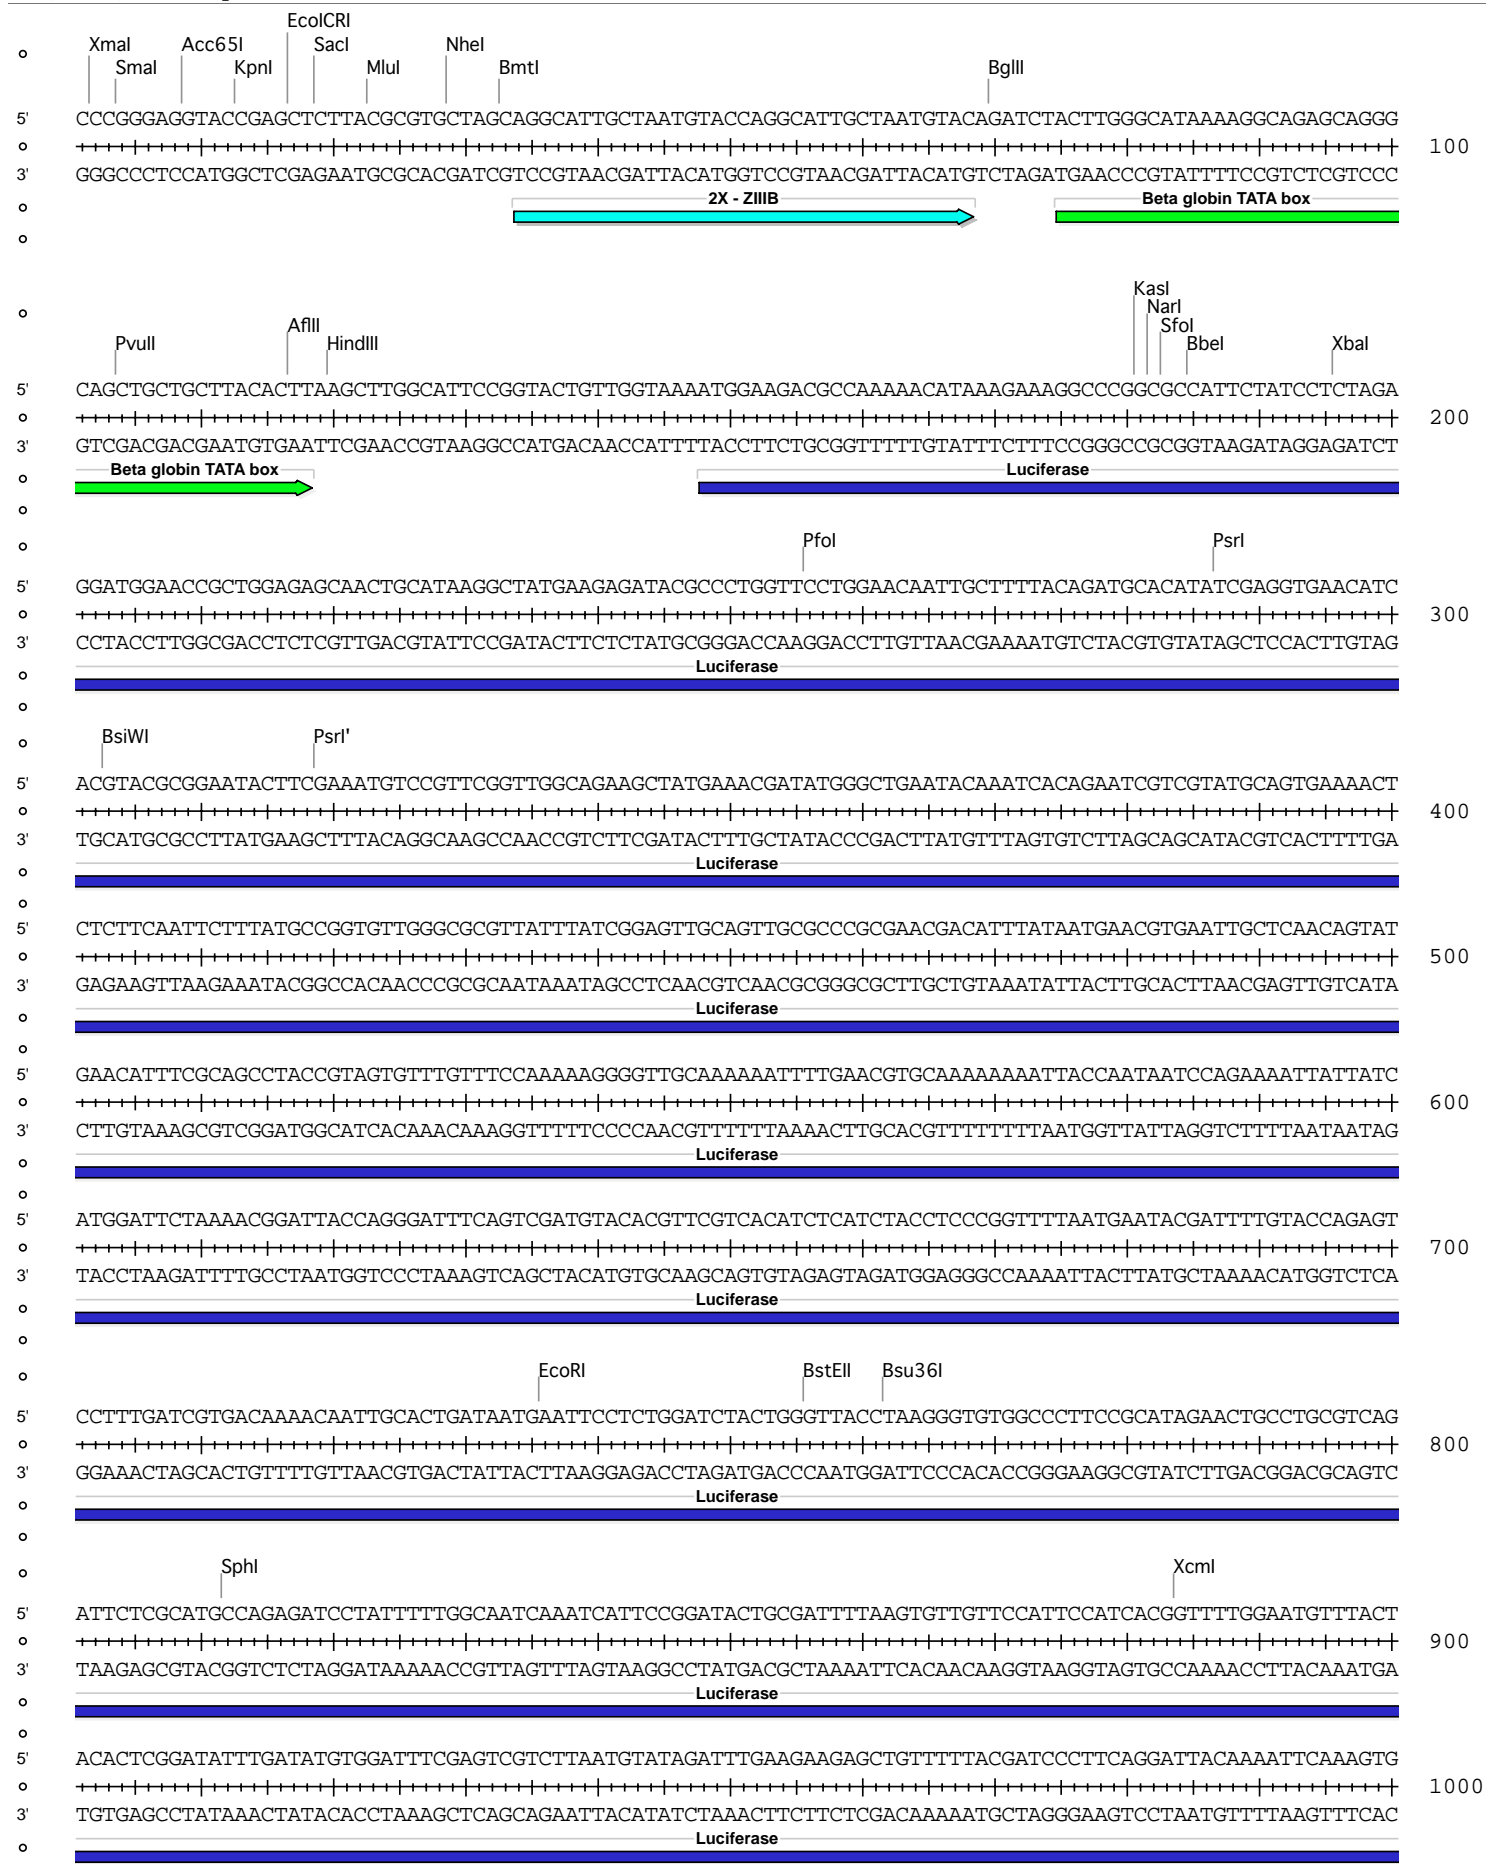 EcoICRI
XmaI Acc65I SacI NheI
SmaI KpnI MluI BmtI BglII
5' CCCGGGAGGTACCGAGCTCTTACGCGTGCTAGCAGGCATTGCTAATGTACCAGGCATTGCTAATGTACAGATCTACTTGGGCATAAAAGGCAGAGCAGGG
100
3' GGGCCCTCCATGGCTCGAGAATGCGCACGATCGTCCGTAACGATTACATGGTCCGTAACGATTACATGTCTAGATGAACCCGTATTTTCCGTCTCGTCCC
2X - ZIIIB Beta globin TATA box
KasI
NarI
AflII SfoI
PvuII HindIII BbeI XbaI
5' CAGCTGCTGCTTACACTTAAGCTTGGCATTCCGGTACTGTTGGTAAAATGGAAGACGCCAAAAACATAAAGAAAGGCCCGGCGCCATTCTATCCTCTAGA
200
3' GTCGACGACGAATGTGAATTCGAACCGTAAGGCCATGACAACCATTTTACCTTCTGCGGTTTTTGTATTTCTTTCCGGGCCGCGGTAAGATAGGAGATCT
Beta globin TATA box Luciferase
PfoI PsrI
5' GGATGGAACCGCTGGAGAGCAACTGCATAAGGCTATGAAGAGATACGCCCTGGTTCCTGGAACAATTGCTTTTACAGATGCACATATCGAGGTGAACATC
300
3' CCTACCTTGGCGACCTCTCGTTGACGTATTCCGATACTTCTCTATGCGGGACCAAGGACCTTGTTAACGAAAATGTCTACGTGTATAGCTCCACTTGTAG
Luciferase
BsiWI PsrI'
5' ACGTACGCGGAATACTTCGAAATGTCCGTTCGGTTGGCAGAAGCTATGAAACGATATGGGCTGAATACAAATCACAGAATCGTCGTATGCAGTGAAAACT
400
3' TGCATGCGCCTTATGAAGCTTTACAGGCAAGCCAACCGTCTTCGATACTTTGCTATACCCGACTTATGTTTAGTGTCTTAGCAGCATACGTCACTTTTGA
Luciferase
5' CTCTTCAATTCTTTATGCCGGTGTTGGGCGCGTTATTTATCGGAGTTGCAGTTGCGCCCGCGAACGACATTTATAATGAACGTGAATTGCTCAACAGTAT
500
3' GAGAAGTTAAGAAATACGGCCACAACCCGCGCAATAAATAGCCTCAACGTCAACGCGGGCGCTTGCTGTAAATATTACTTGCACTTAACGAGTTGTCATA
Luciferase
5' GAACATTTCGCAGCCTACCGTAGTGTTTGTTTCCAAAAAGGGGTTGCAAAAAATTTTGAACGTGCAAAAAAAATTACCAATAATCCAGAAAATTATTATC
600
3' CTTGTAAAGCGTCGGATGGCATCACAAACAAAGGTTTTTCCCCAACGTTTTTTAAAACTTGCACGTTTTTTTTAATGGTTATTAGGTCTTTTAATAATAG
Luciferase
5' ATGGATTCTAAAACGGATTACCAGGGATTTCAGTCGATGTACACGTTCGTCACATCTCATCTACCTCCCGGTTTTAATGAATACGATTTTGTACCAGAGT
700
3' TACCTAAGATTTTGCCTAATGGTCCCTAAAGTCAGCTACATGTGCAAGCAGTGTAGAGTAGATGGAGGGCCAAAATTACTTATGCTAAAACATGGTCTCA
Luciferase
EcoRI BstEII Bsu36I
5' CCTTTGATCGTGACAAAACAATTGCACTGATAATGAATTCCTCTGGATCTACTGGGTTACCTAAGGGTGTGGCCCTTCCGCATAGAACTGCCTGCGTCAG
800
3' GGAAACTAGCACTGTTTTGTTAACGTGACTATTACTTAAGGAGACCTAGATGACCCAATGGATTCCCACACCGGGAAGGCGTATCTTGACGGACGCAGTC
Luciferase
SphI XcmI
5' ATTCTCGCATGCCAGAGATCCTATTTTTGGCAATCAAATCATTCCGGATACTGCGATTTTAAGTGTTGTTCCATTCCATCACGGTTTTGGAATGTTTACT
900
3' TAAGAGCGTACGGTCTCTAGGATAAAAACCGTTAGTTTAGTAAGGCCTATGACGCTAAAATTCACAACAAGGTAAGGTAGTGCCAAAACCTTACAAATGA
Luciferase
5' ACACTCGGATATTTGATATGTGGATTTCGAGTCGTCTTAATGTATAGATTTGAAGAAGAGCTGTTTTTACGATCCCTTCAGGATTACAAAATTCAAAGTG
1000
3' TGTGAGCCTATAAACTATACACCTAAAGCTCAGCAGAATTACATATCTAAACTTCTTCTCGACAAAAATGCTAGGGAAGTCCTAATGTTTTAAGTTTCAC
Luciferase